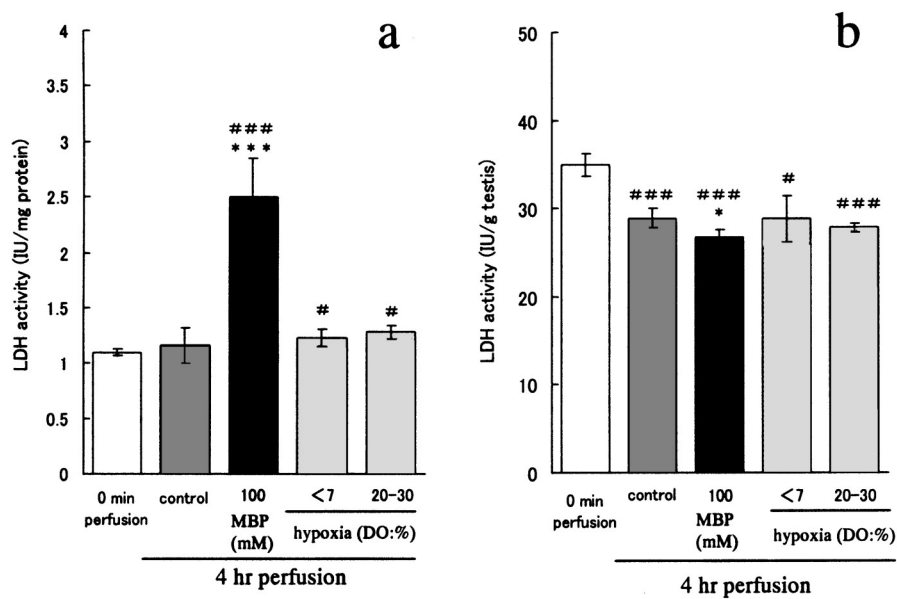 a
LDH activity (IU/mg protein)
4
3.5
3
2.5
2
1.5
1
0.5
0
###
***
#
#
0 min
perfusion
control
100
MBP
(mM)
<7
20-30
hypoxia (DO:%)
4 hr perfusion
b
LDH activity (IU/g testis)
50
40
30
20
10
0
###
###
*
#
###
0 min
perfusion
control
100
MBP
(mM)
<7
20-30
hypoxia (DO:%)
4 hr perfusion